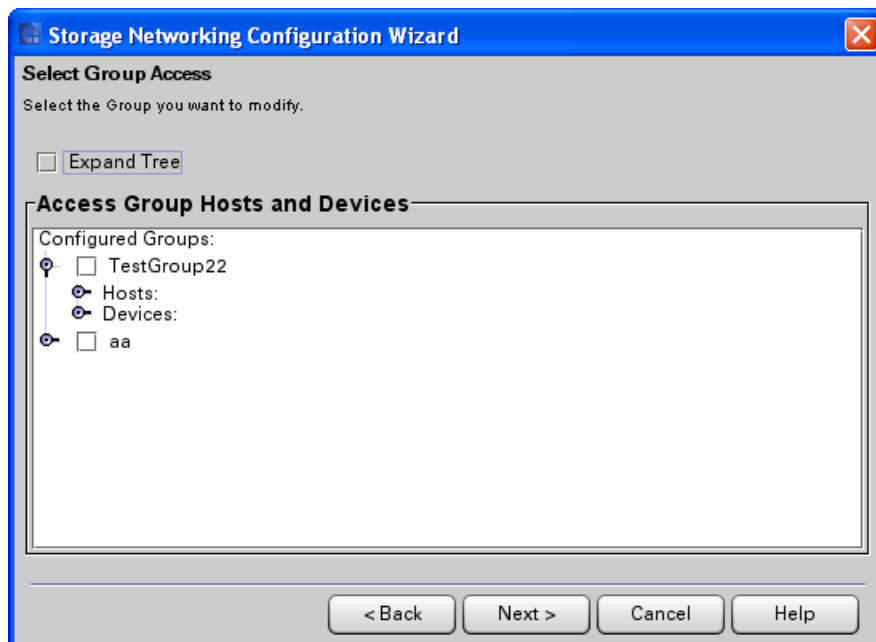 Storage Networking Configuration Wizard
Select Group Access
Select the Group you want to modify.
Expand Tree
Access Group Hosts and Devices
Configured Groups:
TestGroup22
Hosts:
Devices:
aa
< Back Next > Cancel Help